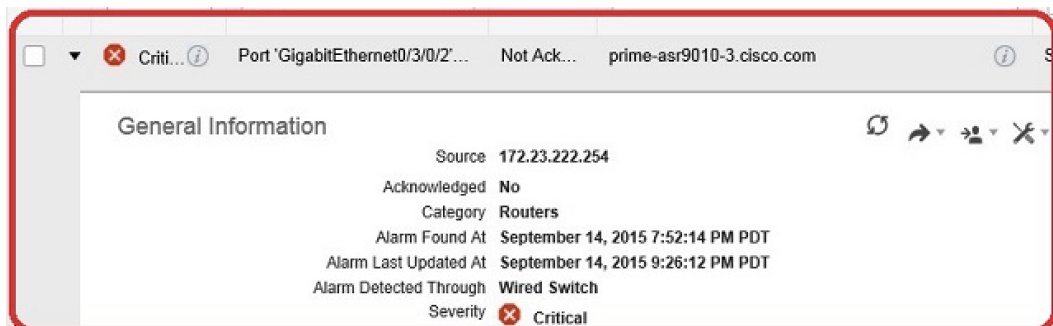 Criti... Port 'GigabitEthernet0/3/0/2'... Not Ack... prime-asr9010-3.cisco.com
General Information
Source 172.23.222.254
Acknowledged No
Category Routers
Alarm Found At September 14, 2015 7:52:14 PM PDT
Alarm Last Updated At September 14, 2015 9:26:12 PM PDT
Alarm Detected Through Wired Switch
Severity Critical